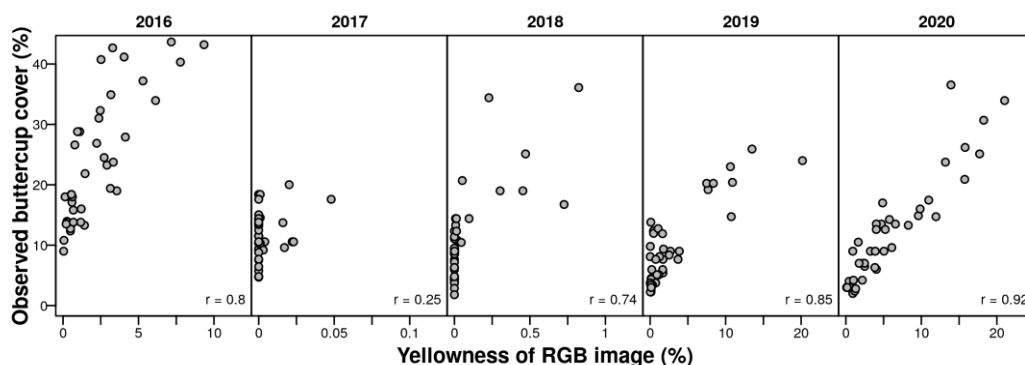 2016 2017 2018 2019 2020
Observed buttercup cover (%)
40
30
20
10
0
r = 0.8 r = 0.25 r = 0.74 r = 0.85 r = 0.92
0 5 10 0 0.05 0.1 0 0.5 1 0 10 20 0 10 20
Yellowness of RGB image (%)